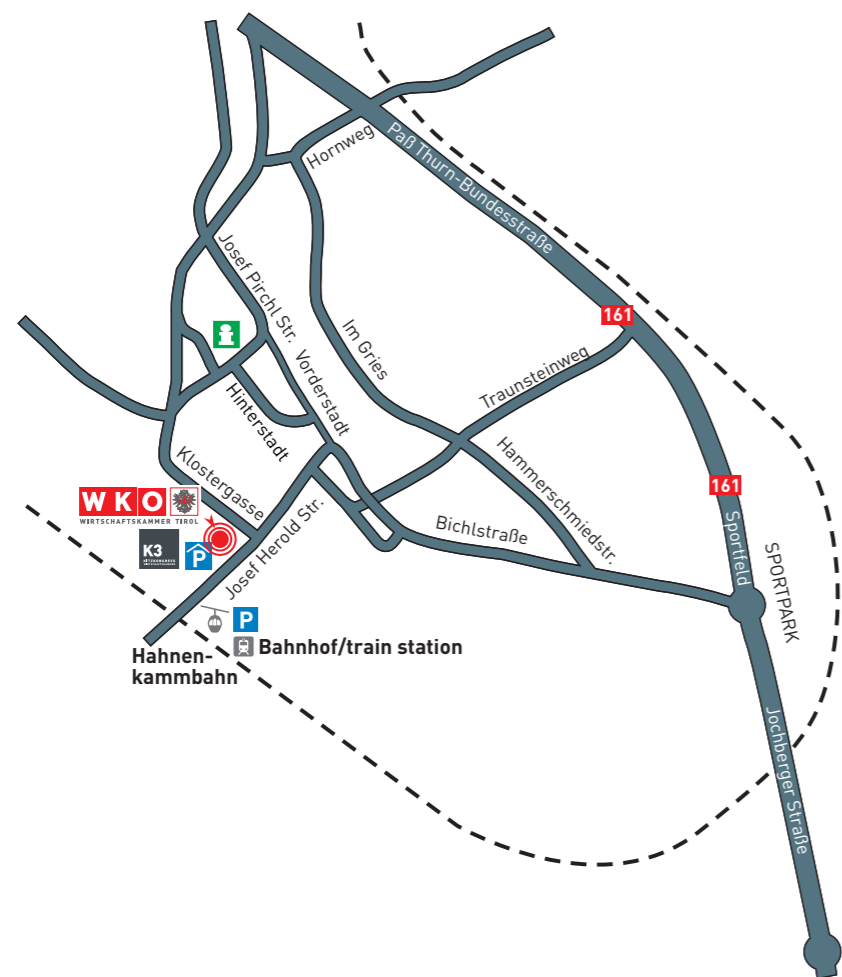 Hornweg
Paß Thurn-Bundesstraße
Josef Pirchl Str.
161
Im Gries
Vorderstadt
Traunsteinweg
Hinterstadt
Klostergasse
Hammerschmiedstr.
161
WKO
WIRTSCHAFTSKAMMER TIROL
Josef Herold Str.
Bichlstraße
Sportfeld
SPORTPARK
K3
P
P
Bahnhof/train station
Hahnen-
kammbahn
Jochberger Straße